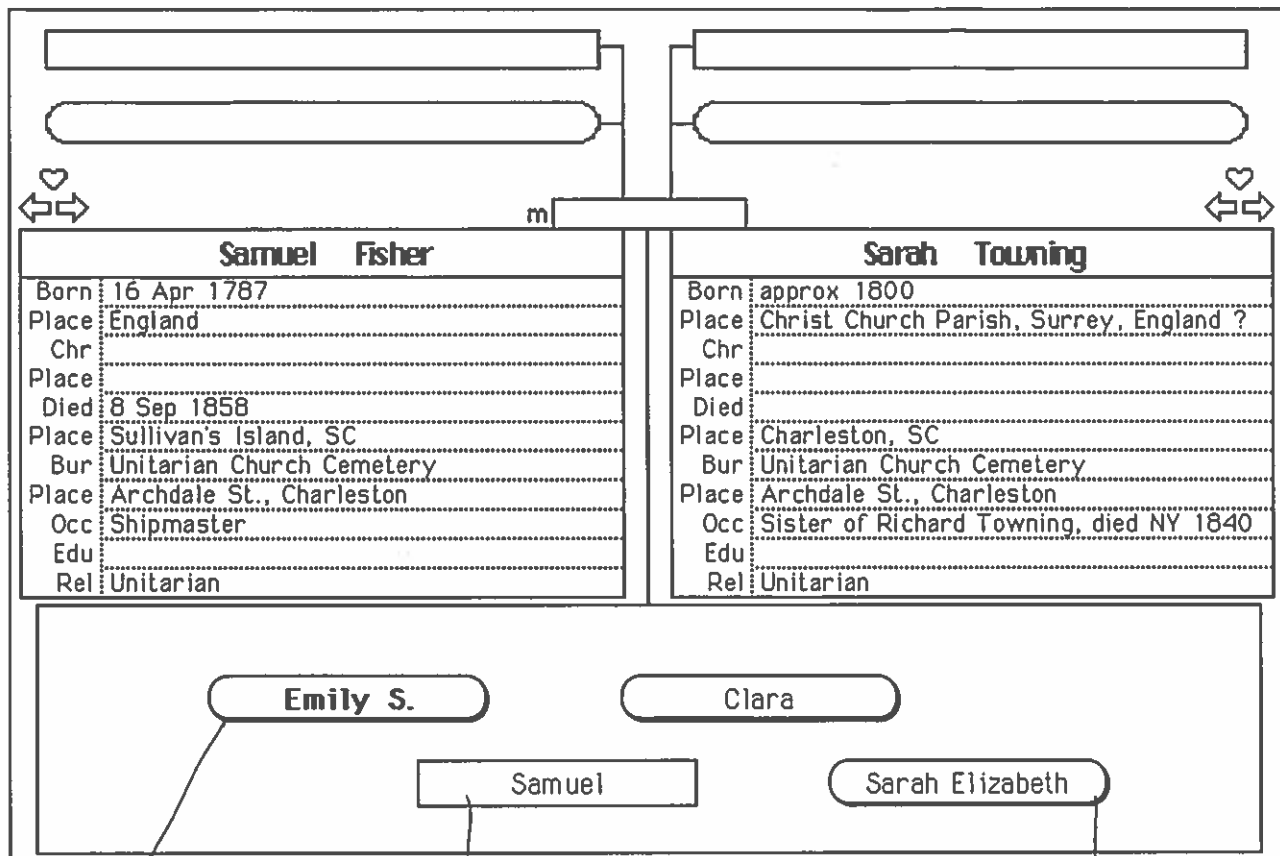 m
Samuel Fisher
Born 16 Apr 1787
Place England
Chr
Place
Died 8 Sep 1858
Place Sullivan's Island, SC
Bur Unitarian Church Cemetery
Place Archdale St., Charleston
Occ Shipmaster
Edu
Rel Unitarian
Sarah Towning
Born approx 1800
Place Christ Church Parish, Surrey, England ?
Chr
Place
Died
Place Charleston, SC
Bur Unitarian Church Cemetery
Place Archdale St., Charleston
Occ Sister of Richard Towning, died NY 1840
Edu
Rel Unitarian
Emily S.
Clara
Samuel
Sarah Elizabeth